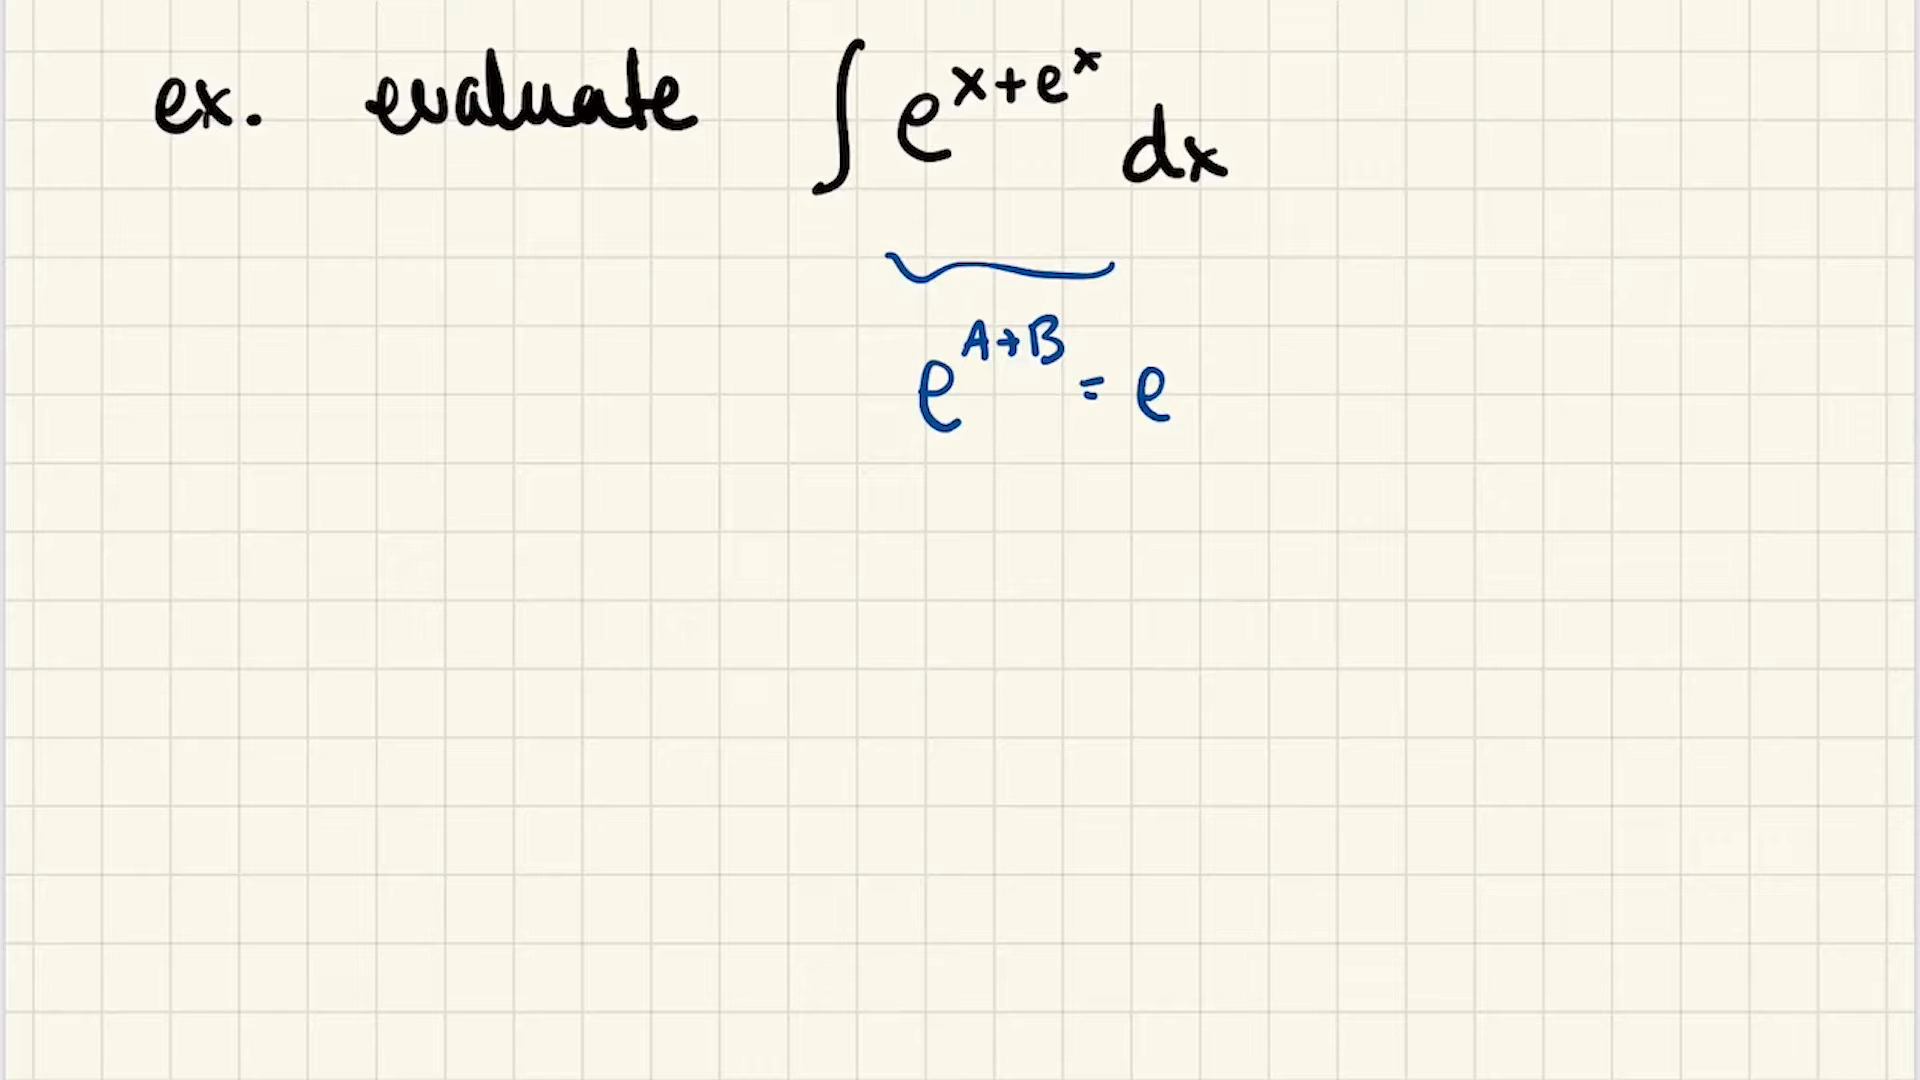 ex. evaluate ∫ e^{x+e^x} dx
e^{A+B} = e